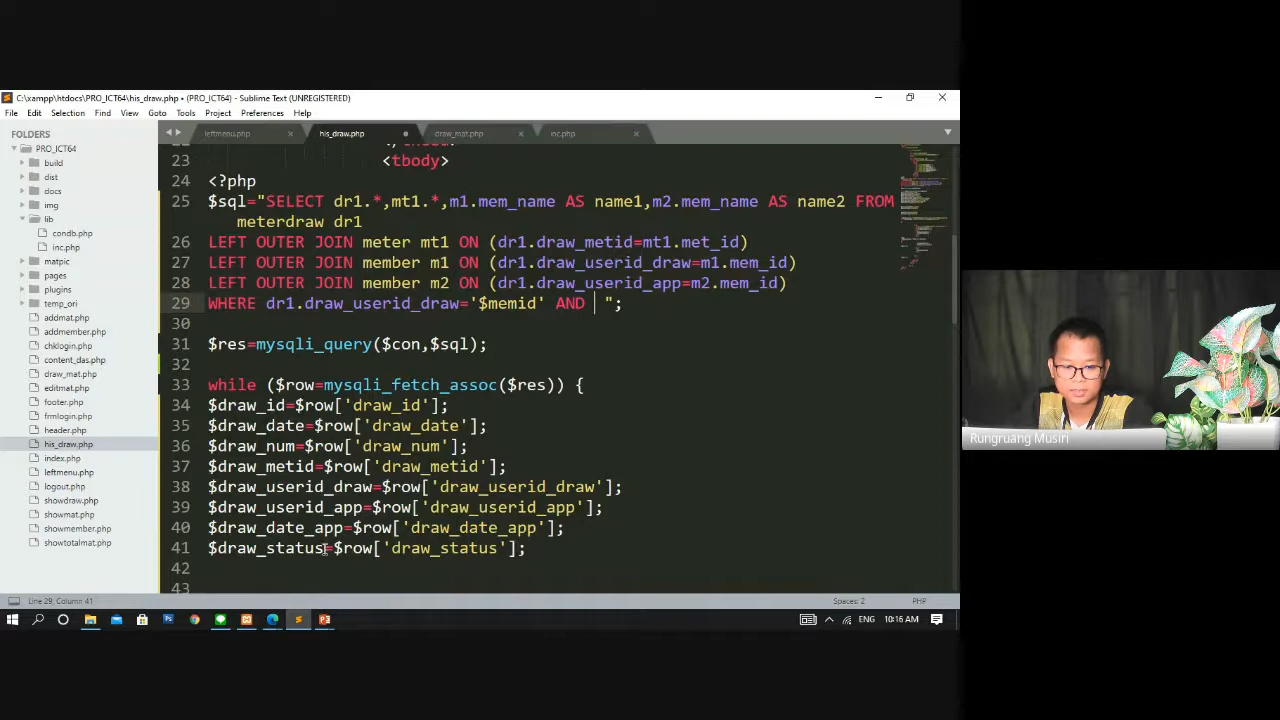 C:\xampp\htdocs\PRO_ICT64\his_draw.php • (PRO_ICT64) - Sublime Text (UNREGISTERED)
File Edit Selection Find View Goto Tools Project Preferences Help
FOLDERS
PRO_ICT64
build
dist
docs
img
lib
condb.php
inc.php
matpic
pages
plugins
temp_ori
addmat.php
addmember.php
chklogin.php
content_das.php
draw_mat.php
editmat.php
footer.php
frmlogin.php
header.php
his_draw.php
index.php
leftmenu.php
logout.php
showdraw.php
showmat.php
showmember.php
showtotalmat.php
leftmenu.php his_draw.php draw_mat.php inc.php
23 <tbody>
24 <?php
25 $sql="SELECT dr1.*,mt1.*,m1.mem_name AS name1,m2.mem_name AS name2 FROM
meterdraw dr1
26 LEFT OUTER JOIN meter mt1 ON (dr1.draw_metid=mt1.met_id)
27 LEFT OUTER JOIN member m1 ON (dr1.draw_userid_draw=m1.mem_id)
28 LEFT OUTER JOIN member m2 ON (dr1.draw_userid_app=m2.mem_id)
29 WHERE dr1.draw_userid_draw='$memid' AND ";
30
31 $res=mysqli_query($con,$sql);
32
33 while ($row=mysqli_fetch_assoc($res)) {
34 $draw_id=$row['draw_id'];
35 $draw_date=$row['draw_date'];
36 $draw_num=$row['draw_num'];
37 $draw_metid=$row['draw_metid'];
38 $draw_userid_draw=$row['draw_userid_draw'];
39 $draw_userid_app=$row['draw_userid_app'];
40 $draw_date_app=$row['draw_date_app'];
41 $draw_status=$row['draw_status'];
42
43
Line 29, Column 41 Spaces: 2 PHP
ENG 10:16 AM
Rungruang Musiri